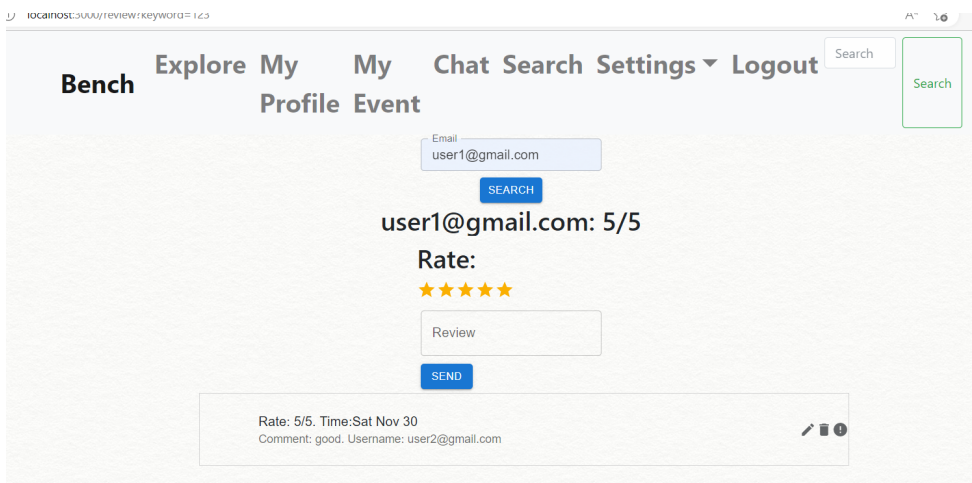 localhost:3000/review?keyword=123
Bench
Explore My Profile My Event Chat Search Settings Logout
Search
Search
Email
user1@gmail.com
SEARCH
user1@gmail.com: 5/5
Rate:
Review
SEND
Rate: 5/5. Time:Sat Nov 30
Comment: good. Username: user2@gmail.com